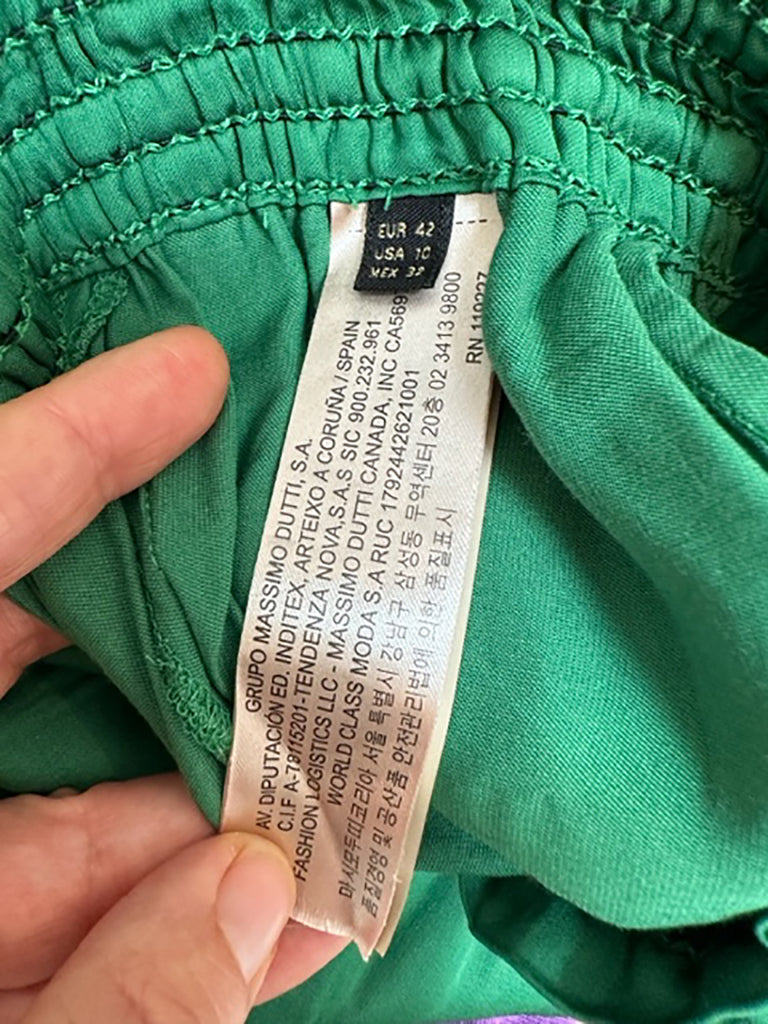 EUR 42
USA 10
MEX 32
GRUPO MASSIMO DUTTI, S.A.
AV. DIPUTACIÓN ED. INDITEX, ARTEIXO A CORUÑA / SPAIN
C.I.F A-78115201-TENDENZA NOVA,S.A.S SIC 900.232.961
FASHION LOGISTICS LLC - MASSIMO DUTTI CANADA, INC CA569
WORLD CLASS MODA S.A RUC 1792442621001
마시모두띠코리아 서울 특별시 강남구 삼성동 무역센터 20층 02 3413 9800
품질경영 및 공산품 안전관리법에 의한 품질표시
RN